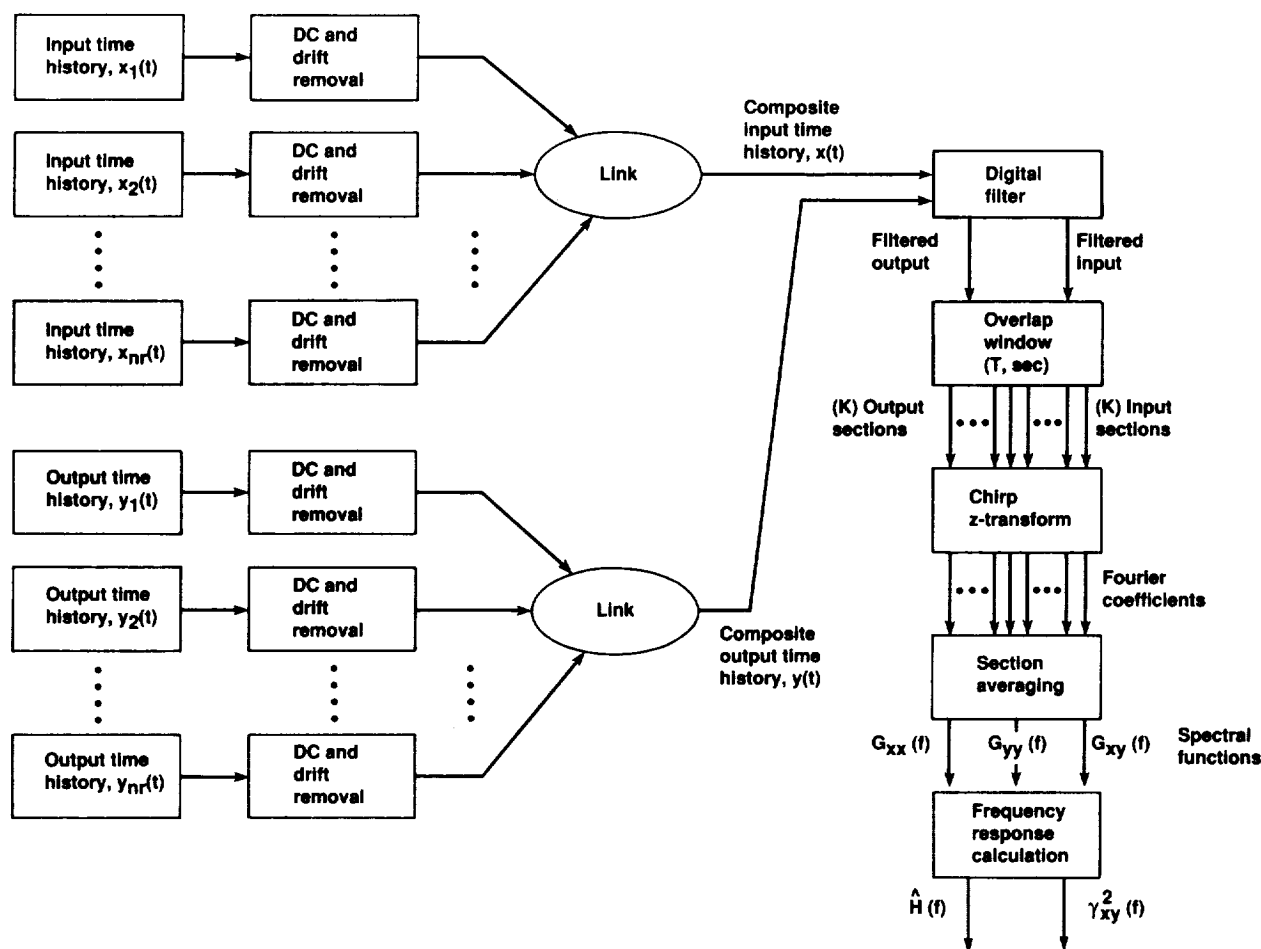 Input time
history, x1(t)
DC and
drift
removal
Input time
history, x2(t)
DC and
drift
removal
Input time
history, xnr(t)
DC and
drift
removal
Link
Composite
input time
history, x(t)
Output time
history, y1(t)
DC and
drift
removal
Output time
history, y2(t)
DC and
drift
removal
Output time
history, ynr(t)
DC and
drift
removal
Link
Composite
output time
history, y(t)
Digital
filter
Filtered
output
Filtered
input
Overlap
window
(T, sec)
(K) Output
sections
(K) Input
sections
Chirp
z-transform
Fourier
coefficients
Section
averaging
Gxx (f)
Gyy (f)
Gxy (f)
Spectral
functions
Frequency
response
calculation
Ĥ (f)
γ²xy (f)